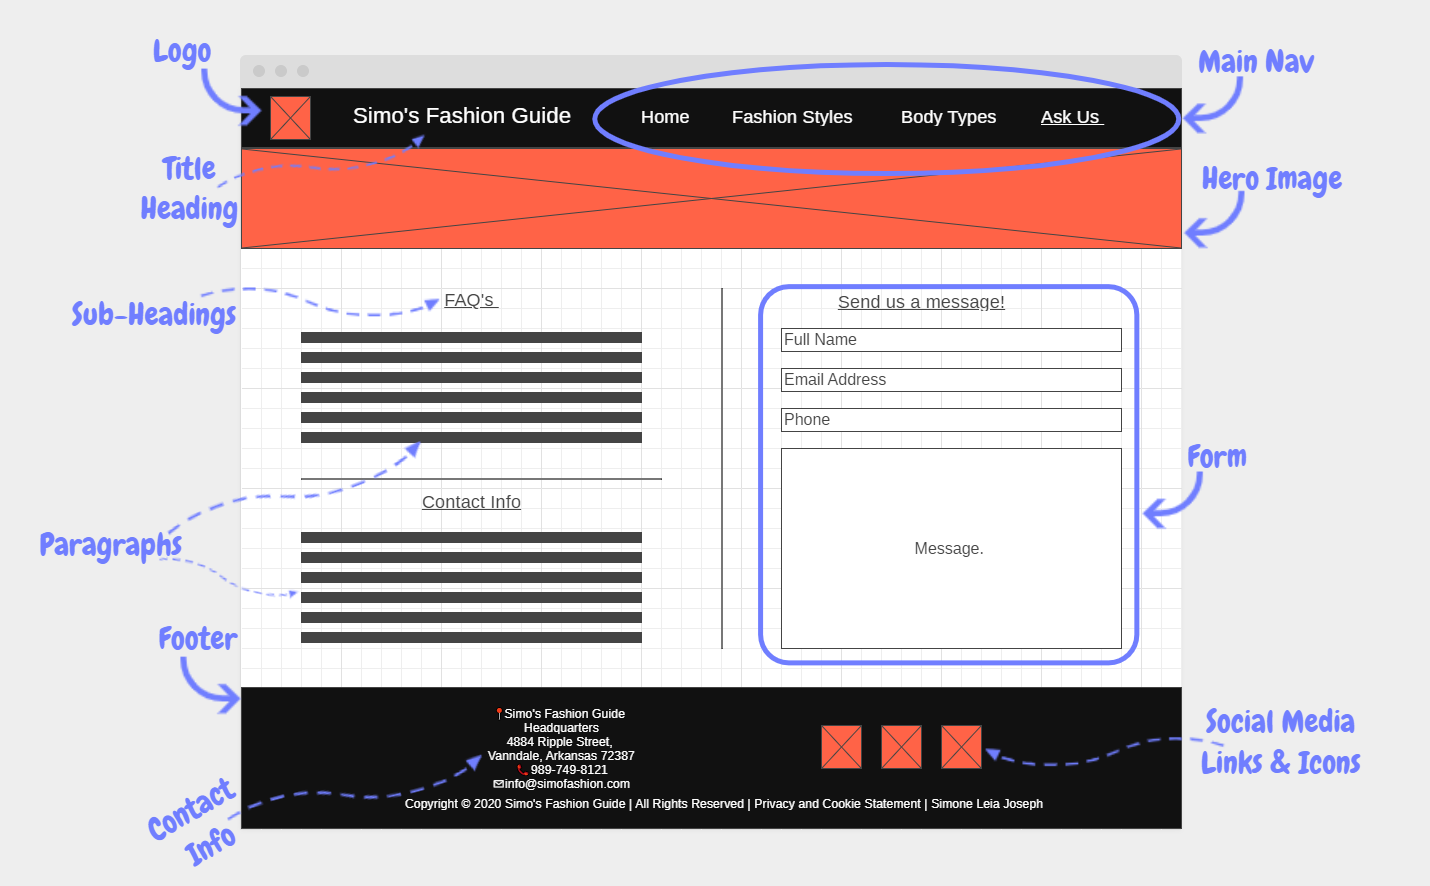 Logo
Main Nav
Simo's Fashion Guide
Home
Fashion Styles
Body Types
Ask Us
Title
Heading
Hero Image
Sub-Headings
FAQ's
Send us a message!
Full Name
Email Address
Phone
Form
Contact Info
Paragraphs
Message.
Footer
Simo's Fashion Guide
Headquarters
4884 Ripple Street,
Vanndale, Arkansas 72387
989-749-8121
info@simofashion.com
Social Media
Links & Icons
Contact
Info
Copyright © 2020 Simo's Fashion Guide | All Rights Reserved | Privacy and Cookie Statement | Simone Leia Joseph